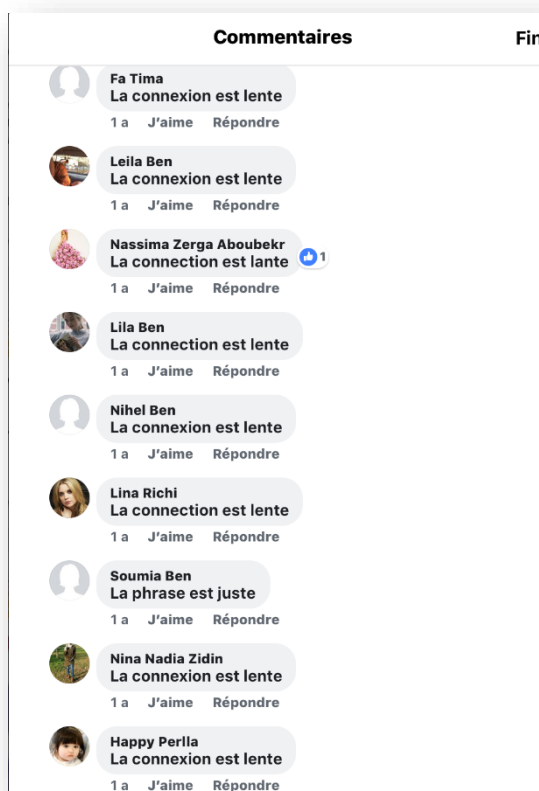 Commentaires
Fin
Fa Tima
La connexion est lente
1 a J'aime Répondre
Leila Ben
La connexion est lente
1 a J'aime Répondre
Nassima Zerga Aboubekr
La connection est lante
1
1 a J'aime Répondre
Lila Ben
La connection est lente
1 a J'aime Répondre
Nihel Ben
La connexion est lente
1 a J'aime Répondre
Lina Richi
La connection est lente
1 a J'aime Répondre
Soumia Ben
La phrase est juste
1 a J'aime Répondre
Nina Nadia Zidin
La connexion est lente
1 a J'aime Répondre
Happy Perlla
La connexion est lente
1 a J'aime Répondre